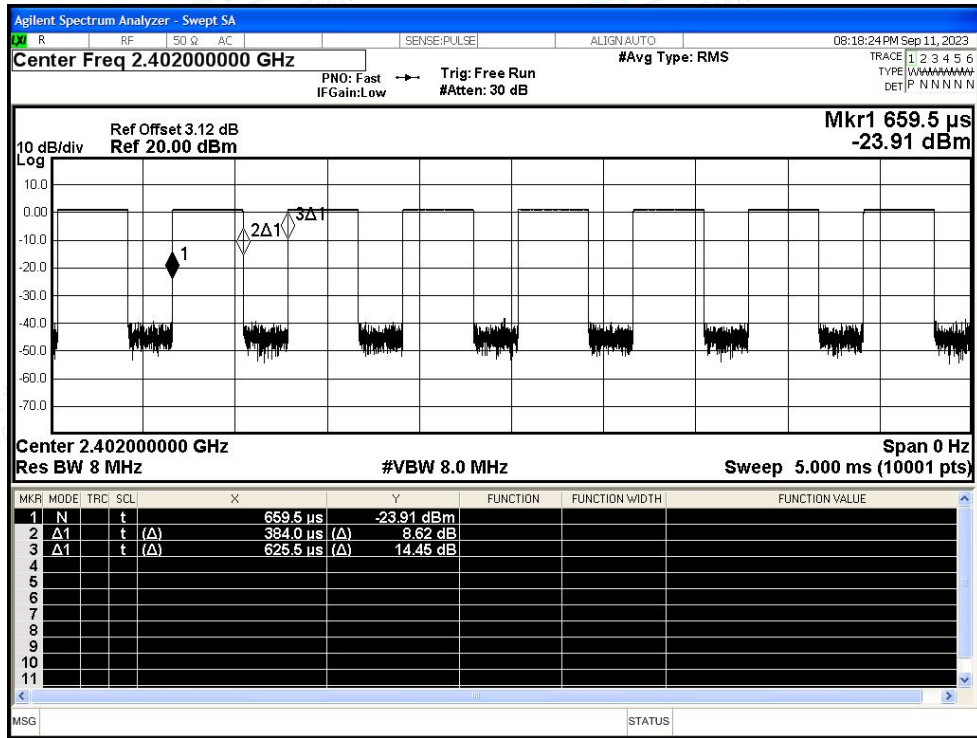 Agilent Spectrum Analyzer - Swept SA
LXI R RF 50 Ω AC SENSE:PULSE ALIGN AUTO 08:18:24 PM Sep 11, 2023
Center Freq 2.402000000 GHz
PNO: Fast
IFGain:Low
Trig: Free Run
#Atten: 30 dB
#Avg Type: RMS
TRACE 1 2 3 4 5 6
TYPE
DET P N N N N N
Ref Offset 3.12 dB
10 dB/div Ref 20.00 dBm
Log
Mkr1 659.5 µs
-23.91 dBm
10.0
0.00
-10.0
-20.0
-30.0
-40.0
-50.0
-60.0
-70.0
1
2Δ1
3Δ1
Center 2.402000000 GHz Span 0 Hz
Res BW 8 MHz #VBW 8.0 MHz Sweep 5.000 ms (10001 pts)
MKR MODE TRC SCL X Y FUNCTION FUNCTION WIDTH FUNCTION VALUE
1 N t 659.5 µs -23.91 dBm
2 Δ1 t (Δ) 384.0 µs (Δ) 8.62 dB
3 Δ1 t (Δ) 625.5 µs (Δ) 14.45 dB
4
5
6
7
8
9
10
11
MSG STATUS